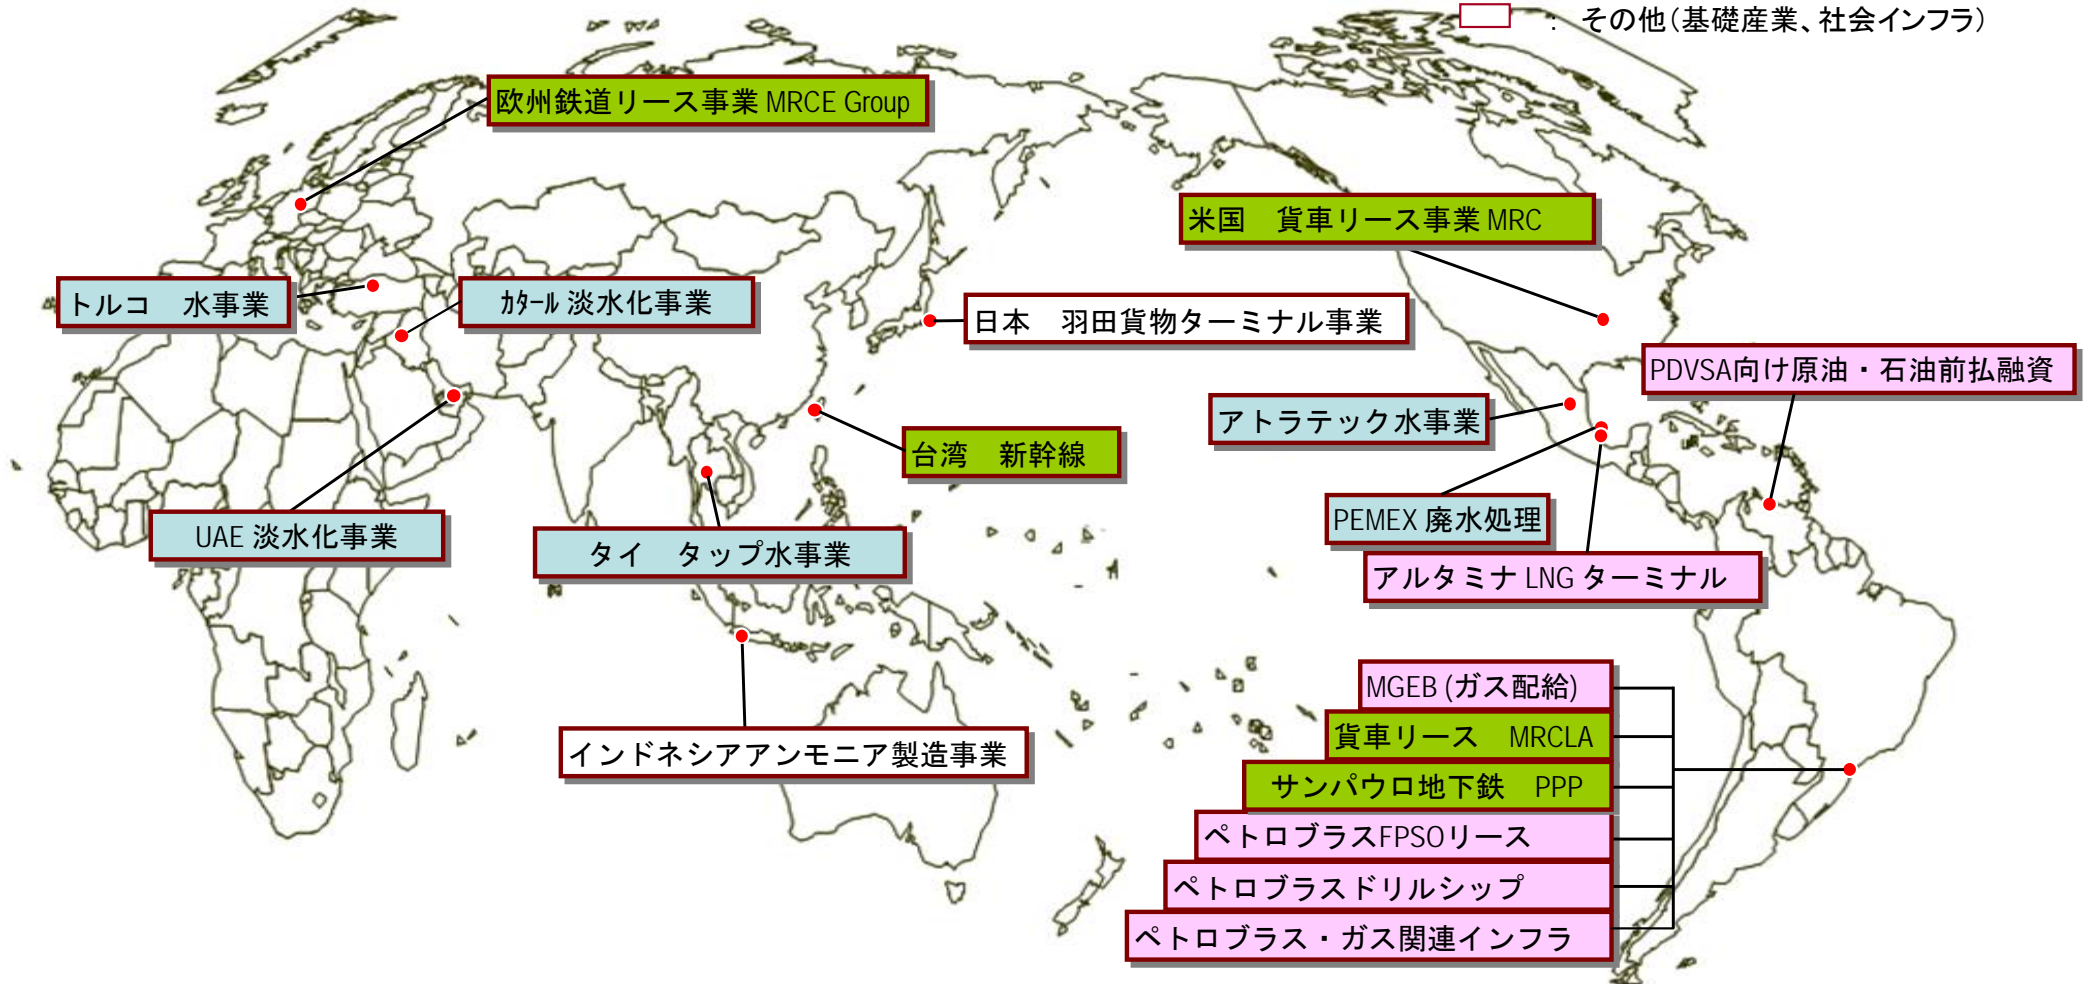 ： その他（基礎産業、社会インフラ）
欧州鉄道リース事業 MRCE Group
米国　貨車リース事業 MRC
トルコ　水事業
ｶﾀｰﾙ 淡水化事業
日本　羽田貨物ターミナル事業
PDVSA向け原油・石油前払融資
アトラテック水事業
台湾　新幹線
PEMEX 廃水処理
UAE 淡水化事業
タイ　タップ水事業
アルタミナ LNG ターミナル
MGEB (ガス配給)
貨車リース　MRCLA
インドネシアアンモニア製造事業
サンパウロ地下鉄　PPP
ペトロブラスFPSOリース
ペトロブラスドリルシップ
ペトロブラス・ガス関連インフラ